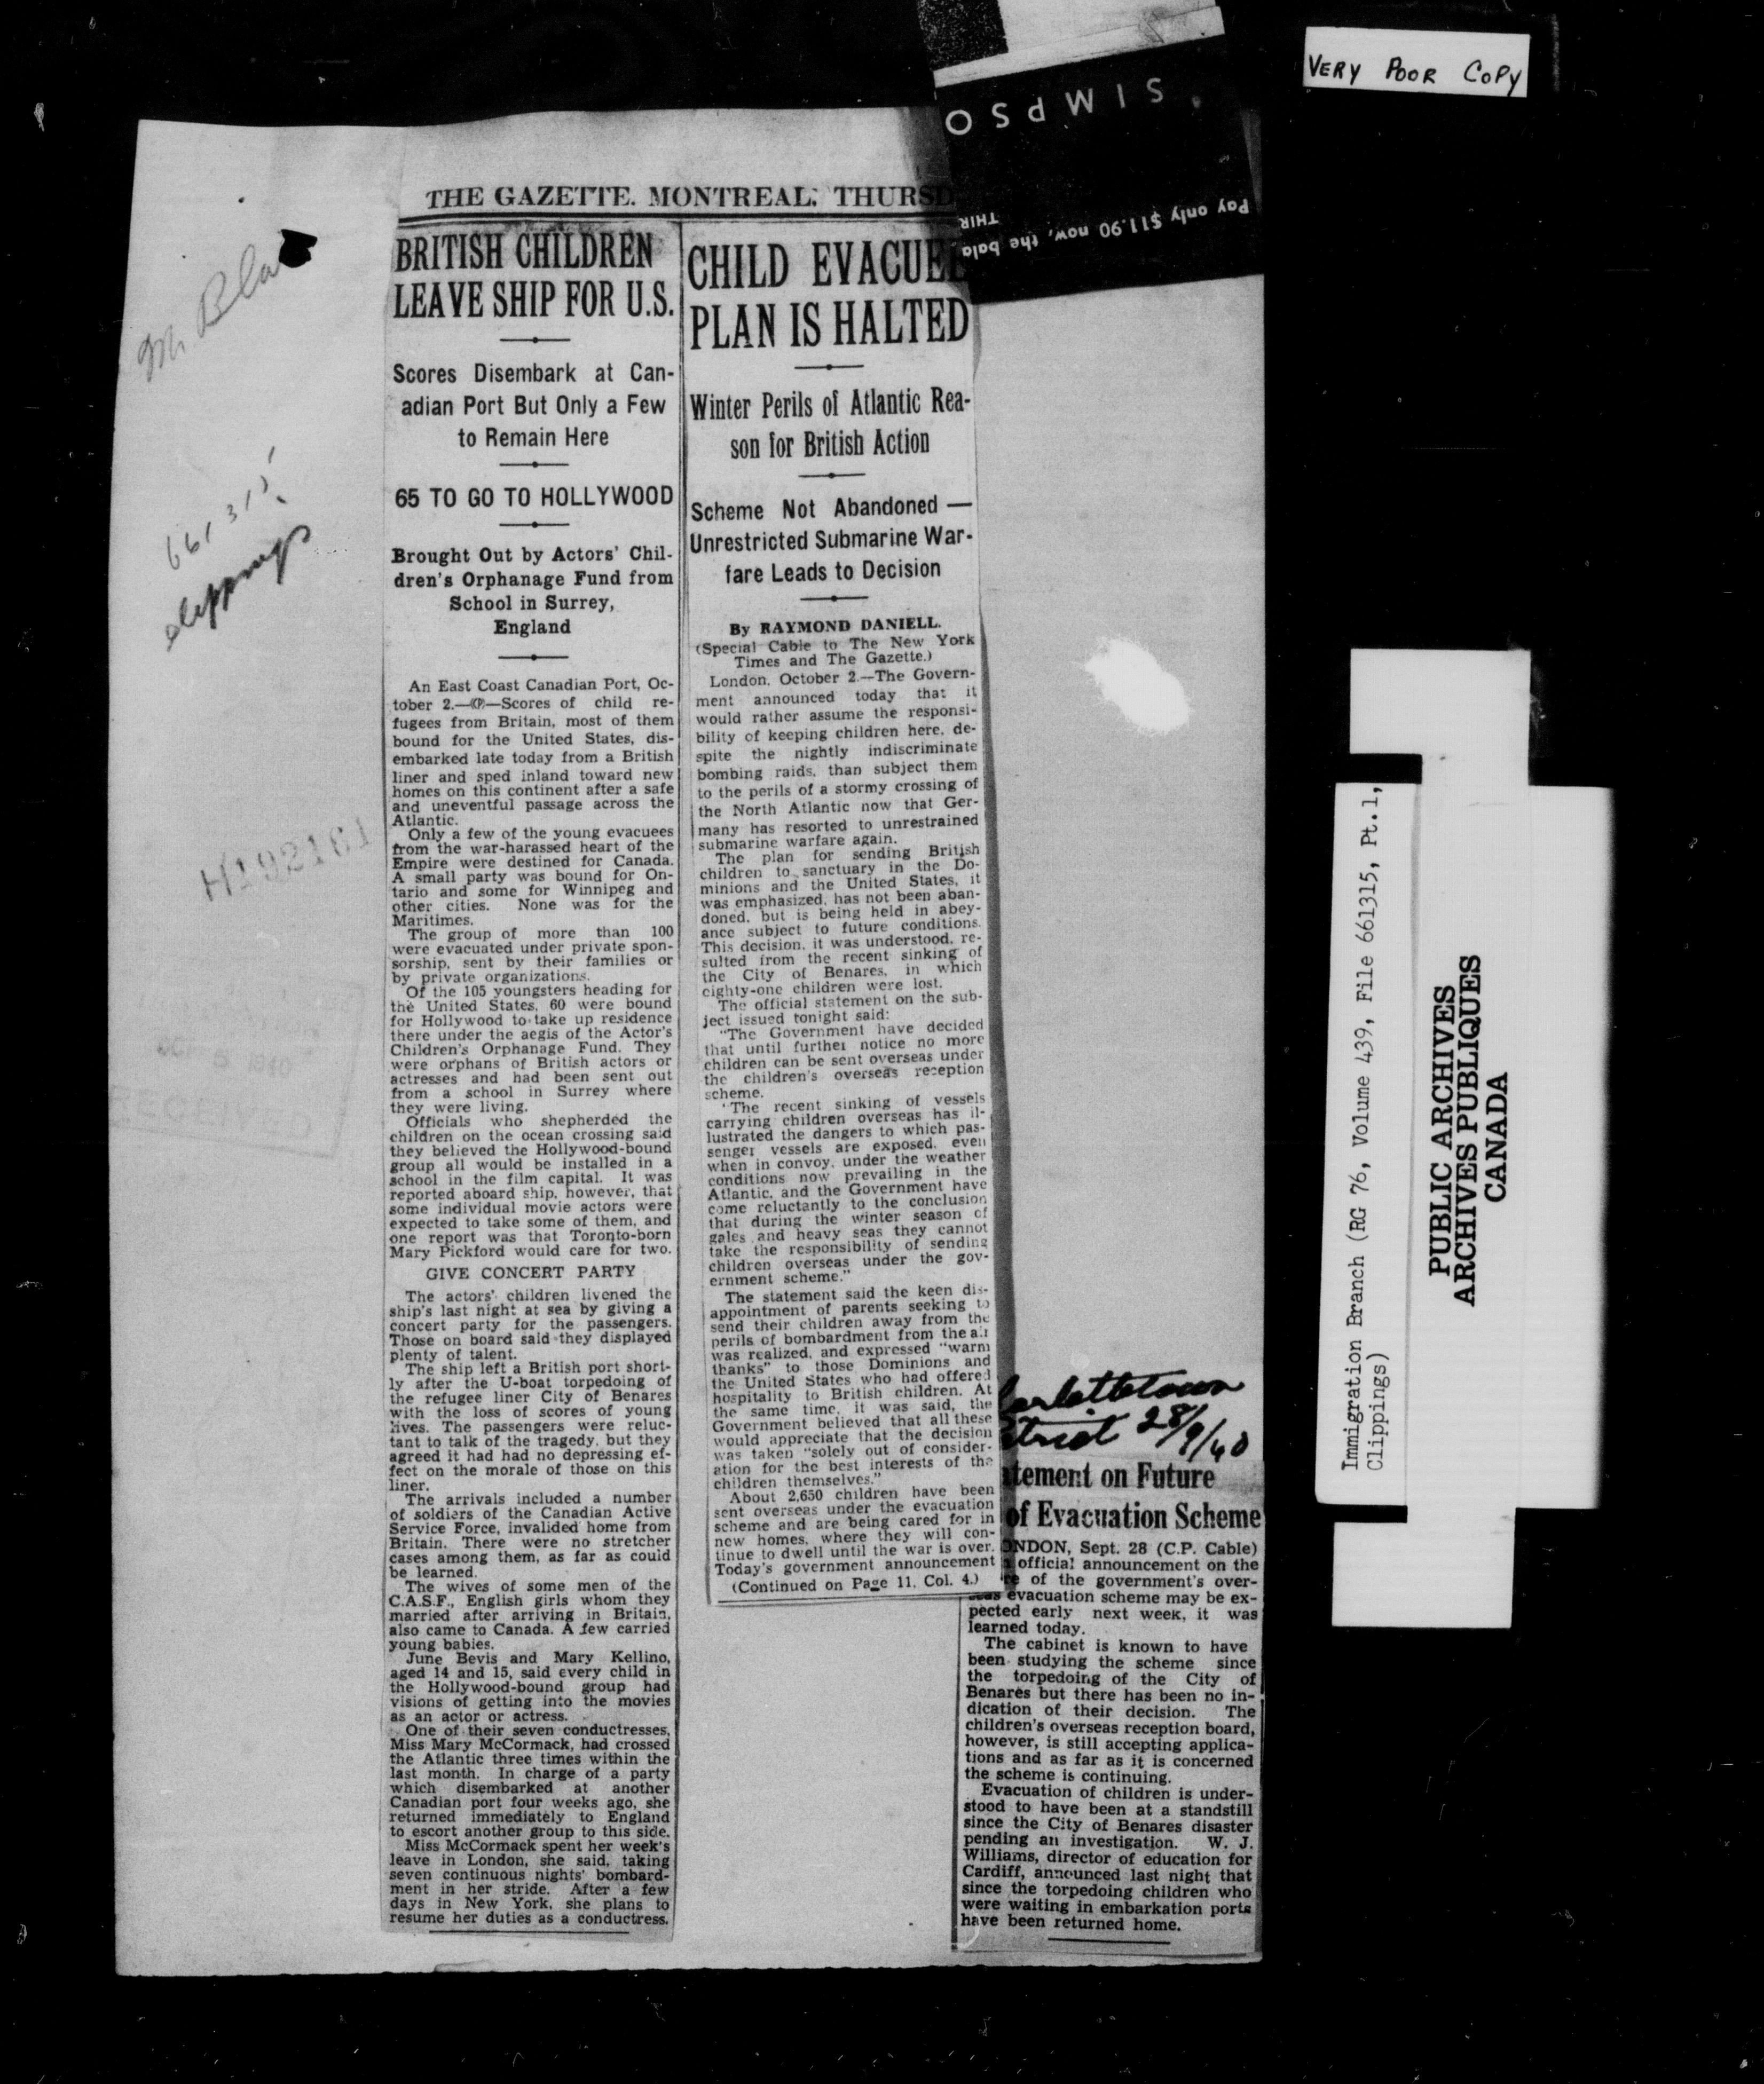 VERY POOR COPY
SIMPSO
Pay only $11.90 now, the bala
THIR
THE GAZETTE. MONTREAL. THURSD
Mr. Blai
661315
clippings
BRITISH CHILDREN
LEAVE SHIP FOR U.S.
Scores Disembark at Can-
adian Port But Only a Few
to Remain Here
65 TO GO TO HOLLYWOOD
Brought Out by Actors' Chil-
dren's Orphanage Fund from
School in Surrey,
England
An East Coast Canadian Port, Oc-
tober 2.—(CP)—Scores of child re-
fugees from Britain, most of them
bound for the United States, dis-
embarked late today from a British
liner and sped inland toward new
homes on this continent after a safe
and uneventful passage across the
Atlantic.
Only a few of the young evacuees
from the war-harassed heart of the
Empire were destined for Canada.
A small party was bound for On-
tario and some for Winnipeg and
other cities. None was for the
Maritimes.
The group of more than 100
were evacuated under private spon-
sorship, sent by their families or
by private organizations.
Of the 105 youngsters heading for
the United States, 60 were bound
for Hollywood to take up residence
there under the aegis of the Actor's
Children's Orphanage Fund. They
were orphans of British actors or
actresses and had been sent out
from a school in Surrey where
they were living.
Officials who shepherded the
children on the ocean crossing said
they believed the Hollywood-bound
group all would be installed in a
school in the film capital. It was
reported aboard ship, however, that
some individual movie actors were
expected to take some of them, and
one report was that Toronto-born
Mary Pickford would care for two.
GIVE CONCERT PARTY
The actors' children livened the
ship's last night at sea by giving a
concert party for the passengers.
Those on board said they displayed
plenty of talent.
The ship left a British port short-
ly after the U-boat torpedoing of
the refugee liner City of Benares
with the loss of scores of young
lives. The passengers were reluc-
tant to talk of the tragedy, but they
agreed it had had no depressing ef-
fect on the morale of those on this
liner.
The arrivals included a number
of soldiers of the Canadian Active
Service Force, invalided home from
Britain. There were no stretcher
cases among them, as far as could
be learned.
The wives of some men of the
C.A.S.F., English girls whom they
married after arriving in Britain,
also came to Canada. A few carried
young babies.
June Bevis and Mary Kellino,
aged 14 and 15, said every child in
the Hollywood-bound group had
visions of getting into the movies
as an actor or actress.
One of their seven conductresses,
Miss Mary McCormack, had crossed
the Atlantic three times within the
last month. In charge of a party
which disembarked at another
Canadian port four weeks ago, she
returned immediately to England
to escort another group to this side.
Miss McCormack spent her week's
leave in London, she said, taking
seven continuous nights' bombard-
ment in her stride. After a few
days in New York, she plans to
resume her duties as a conductress.
CHILD EVACUEE
PLAN IS HALTED
Winter Perils of Atlantic Rea-
son for British Action
Scheme Not Abandoned —
Unrestricted Submarine War-
fare Leads to Decision
By RAYMOND DANIELL.
(Special Cable to The New York
Times and The Gazette.)
London, October 2.—The Govern-
ment announced today that it
would rather assume the responsi-
bility of keeping children here, de-
spite the nightly indiscriminate
bombing raids, than subject them
to the perils of a stormy crossing of
the North Atlantic now that Ger-
many has resorted to unrestrained
submarine warfare again.
The plan for sending British
children to sanctuary in the Do-
minions and the United States, it
was emphasized, has not been aban-
doned, but is being held in abey-
ance subject to future conditions.
This decision, it was understood, re-
sulted from the recent sinking of
the City of Benares, in which
eighty-one children were lost.
The official statement on the sub-
ject issued tonight said:
"The Government have decided
that until further notice no more
children can be sent overseas under
the children's overseas reception
scheme.
"The recent sinking of vessels
carrying children overseas has il-
lustrated the dangers to which pas-
senger vessels are exposed, even
when in convoy, under the weather
conditions now prevailing in the
Atlantic, and the Government have
come reluctantly to the conclusion
that during the winter season of
gales and heavy seas they cannot
take the responsibility of sending
children overseas under the gov-
ernment scheme."
The statement said the keen dis-
appointment of parents seeking to
send their children away from the
perils of bombardment from the air
was realized, and expressed "warm
thanks" to those Dominions and
the United States who had offered
hospitality to British children. At
the same time, it was said, the
Government believed that all these
would appreciate that the decision
was taken "solely out of consider-
ation for the best interests of the
children themselves."
About 2,650 children have been
sent overseas under the evacuation
scheme and are being cared for in
new homes, where they will con-
tinue to dwell until the war is over.
Today's government announcement
(Continued on Page 11, Col. 4.)
arlottetown
triot 28/9/40
tement on Future
of Evacuation Scheme
ONDON, Sept. 28 (C.P. Cable)
official announcement on the
re of the government's over-
seas evacuation scheme may be ex-
pected early next week, it was
learned today.
The cabinet is known to have
been studying the scheme since
the torpedoing of the City of
Benares but there has been no in-
dication of their decision. The
children's overseas reception board,
however, is still accepting applica-
tions and as far as it is concerned
the scheme is continuing.
Evacuation of children is under-
stood to have been at a standstill
since the City of Benares disaster
pending an investigation. W. J.
Williams, director of education for
Cardiff, announced last night that
since the torpedoing children who
were waiting in embarkation ports
have been returned home.
Immigration Branch (RG 76, Volume 439, File 661315, Pt.1,
Clippings)
PUBLIC ARCHIVES
ARCHIVES PUBLIQUES
CANADA